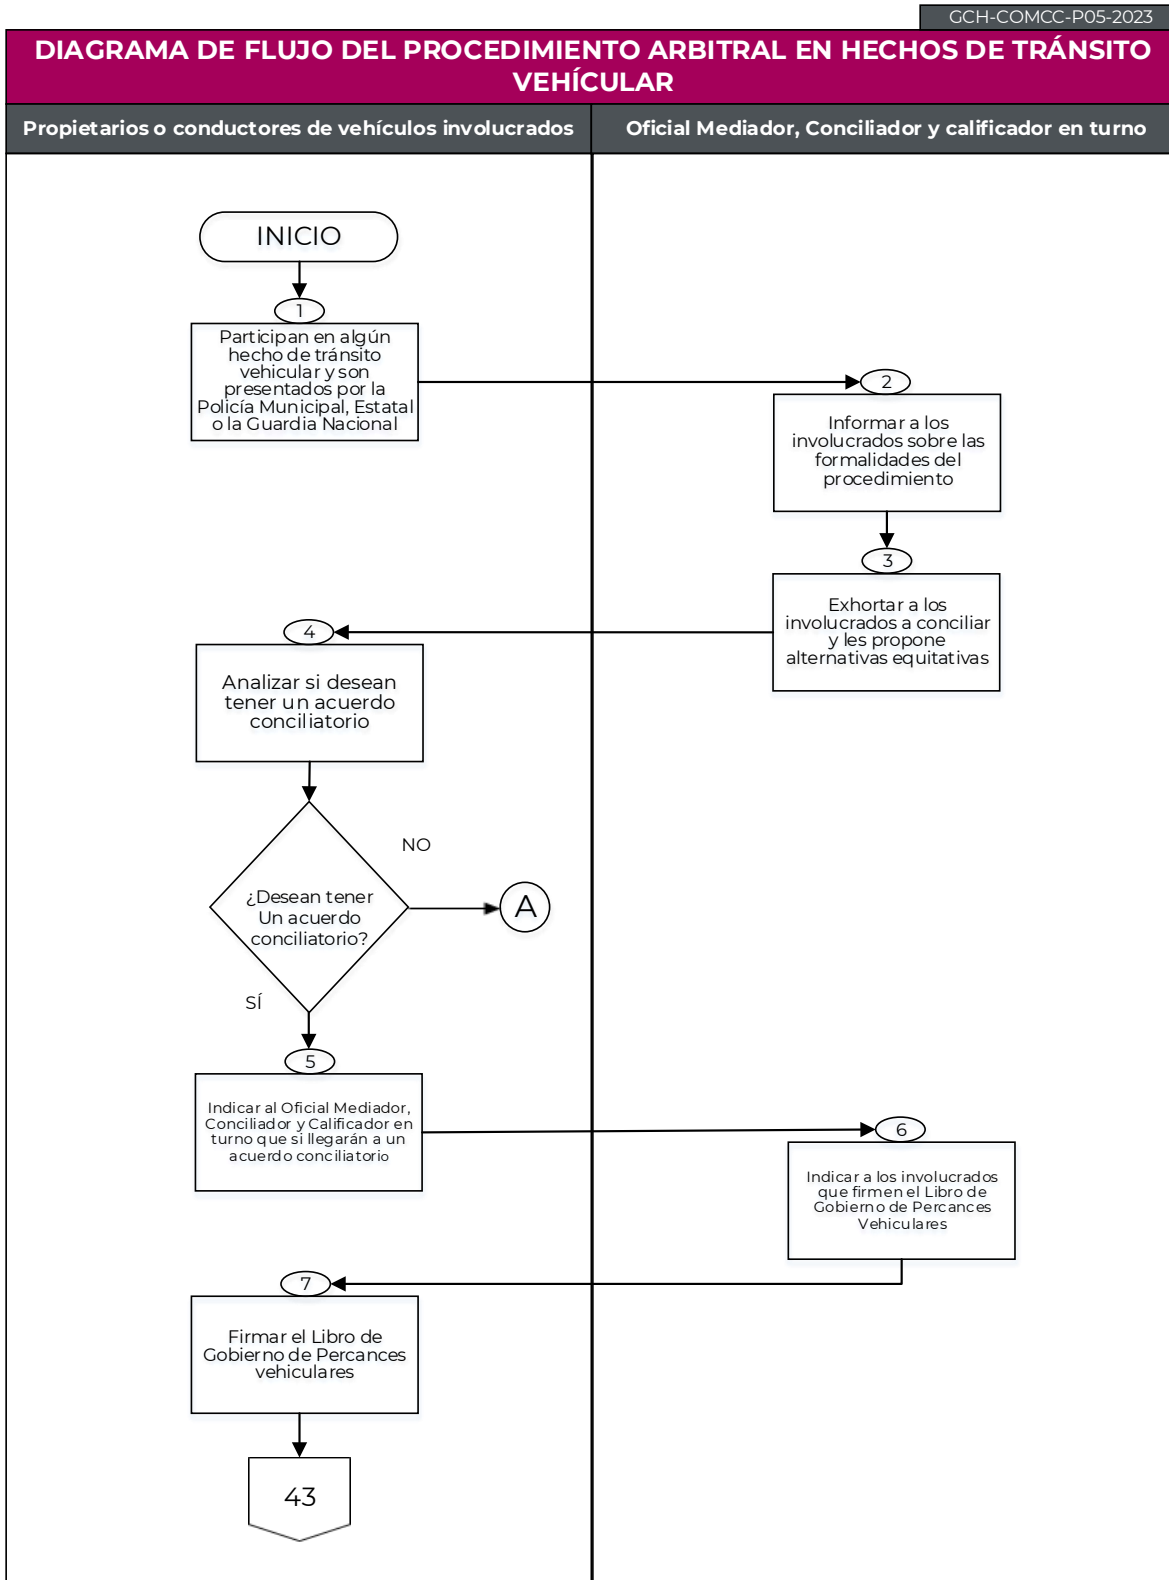 GCH-COMCC-P05-2023
DIAGRAMA DE FLUJO DEL PROCEDIMIENTO ARBITRAL EN HECHOS DE TRÁNSITO
VEHÍCULAR
Propietarios o conductores de vehículos involucrados
Oficial Mediador, Conciliador y calificador en turno
INICIO
1
Participan en algún
hecho de tránsito
vehicular y son
presentados por la
Policía Municipal, Estatal
o la Guardia Nacional
2
Informar a los
involucrados sobre las
formalidades del
procedimiento
3
Exhortar a los
involucrados a conciliar
y les propone
alternativas equitativas
4
Analizar si desean
tener un acuerdo
conciliatorio
NO
¿Desean tener
Un acuerdo
conciliatorio?
A
SÍ
5
Indicar al Oficial Mediador,
Conciliador y Calificador en
turno que si llegarán a un
acuerdo conciliatorio
6
Indicar a los involucrados
que firmen el Libro de
Gobierno de Percances
Vehiculares
7
Firmar el Libro de
Gobierno de Percances
vehiculares
43